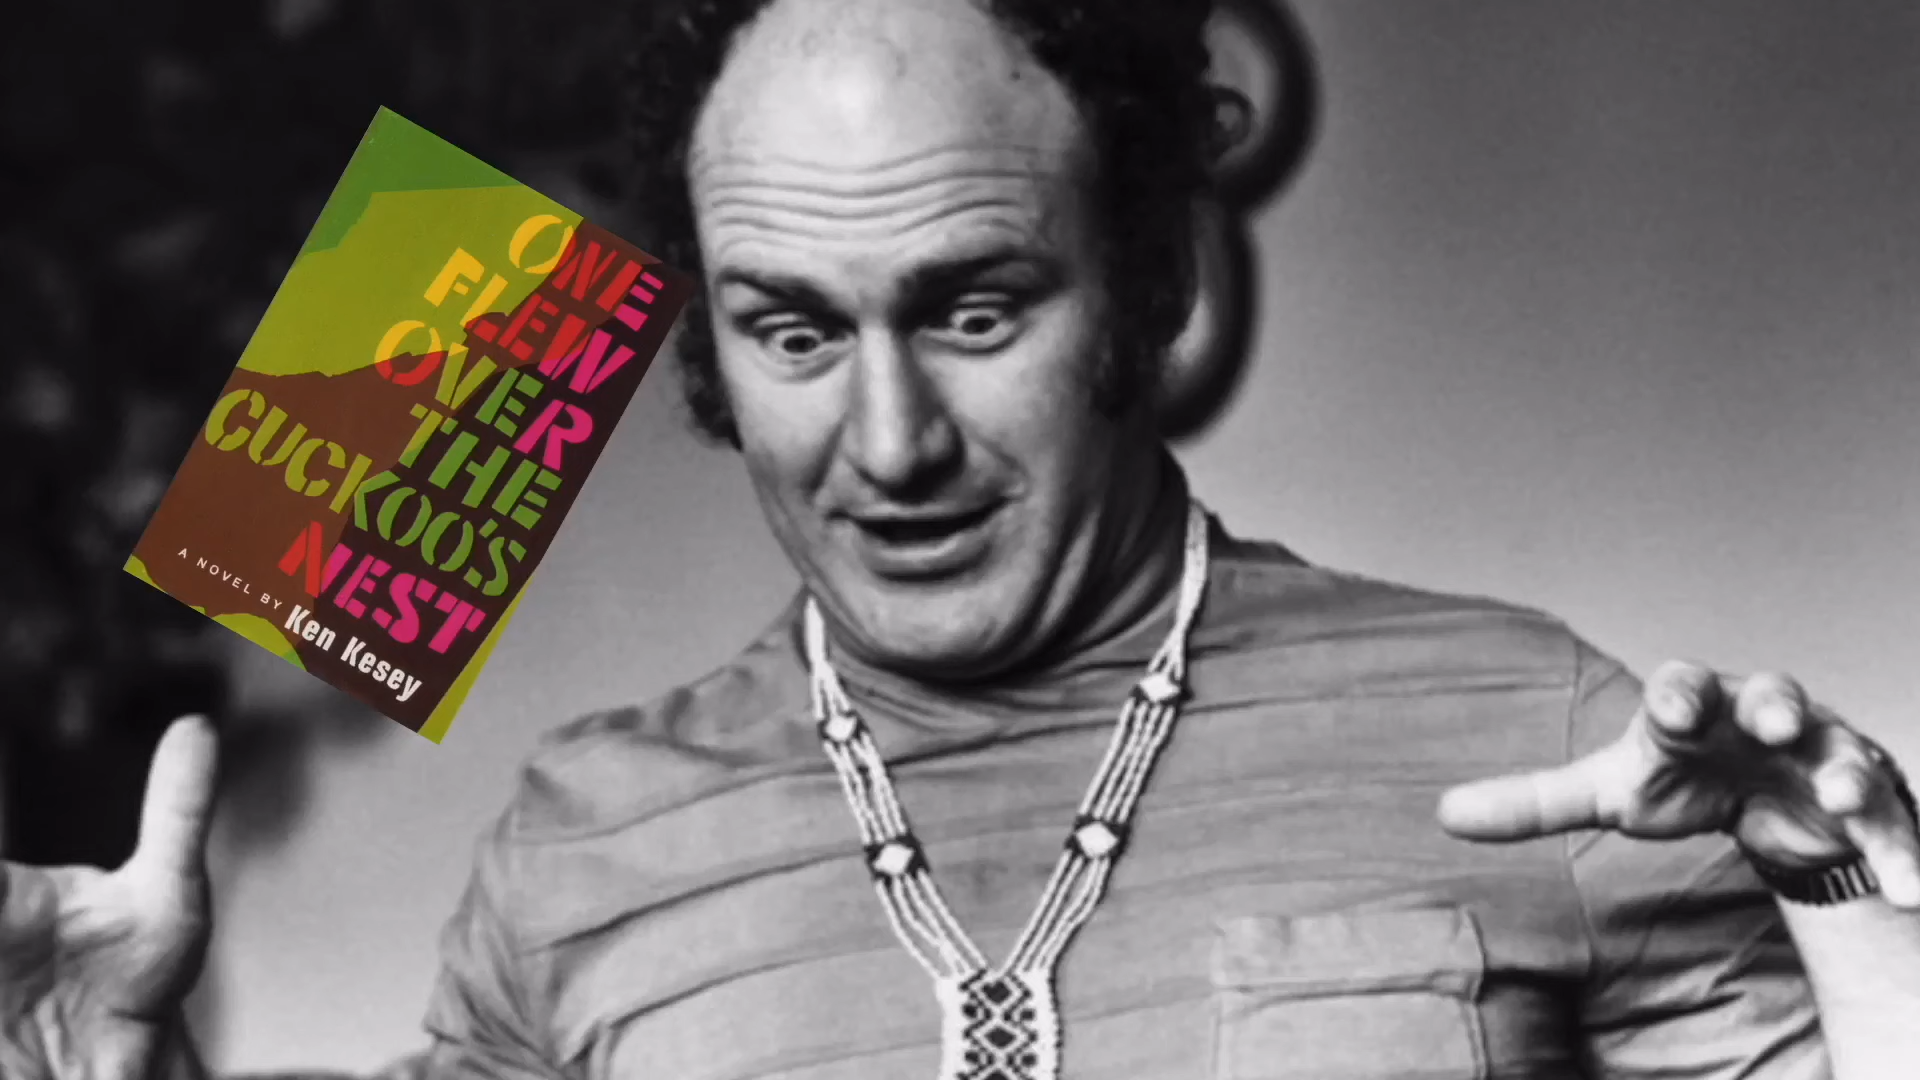 ONE
FLEW
OVER
THE
CUCKOO'S
NEST
A NOVEL BY Ken Kesey